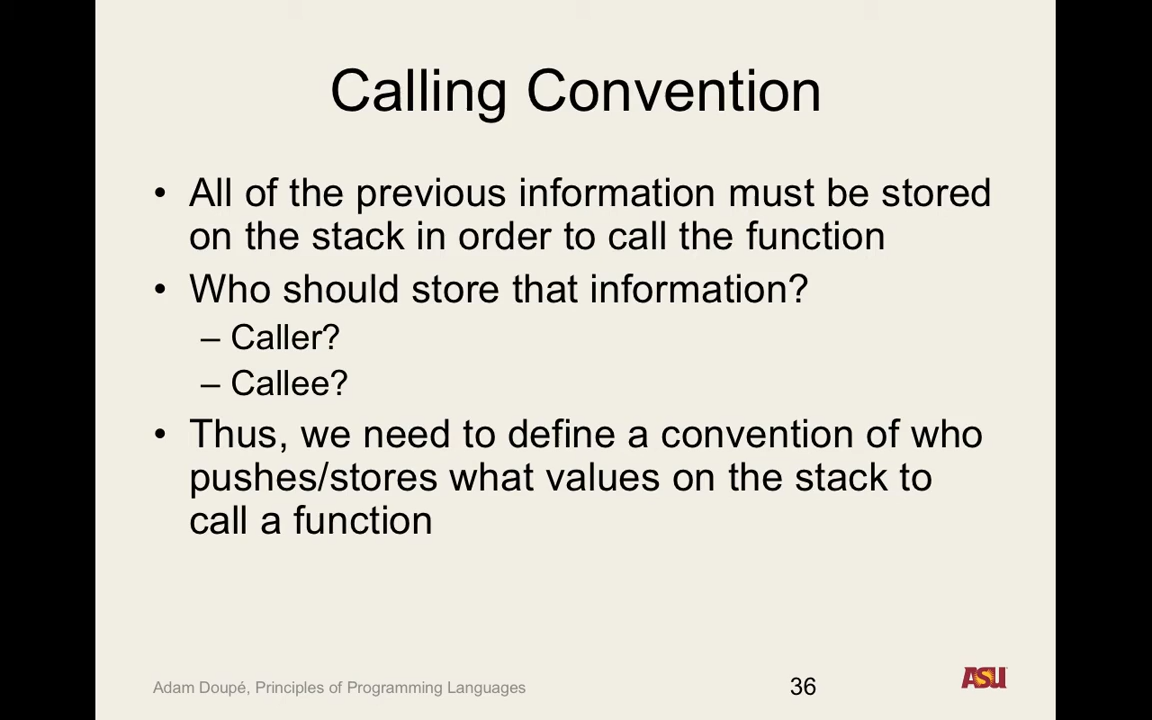 Calling Convention
• All of the previous information must be stored
on the stack in order to call the function
• Who should store that information?
– Caller?
– Callee?
• Thus, we need to define a convention of who
pushes/stores what values on the stack to
call a function
Adam Doupé, Principles of Programming Languages
36
ASU